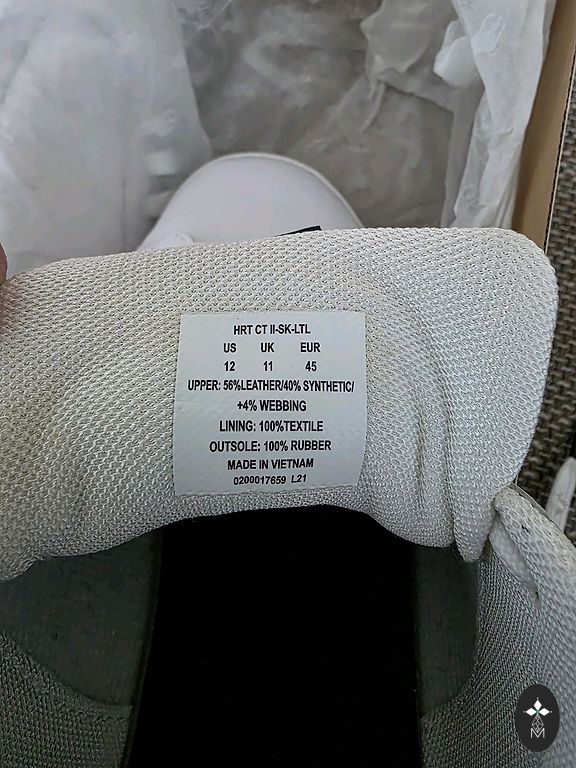 HRT CT II-SK-LTL
US UK EUR
12 11 45
UPPER: 56%LEATHER/40% SYNTHETIC/
+4% WEBBING
LINING: 100%TEXTILE
OUTSOLE: 100% RUBBER
MADE IN VIETNAM
0200017659 L21
M